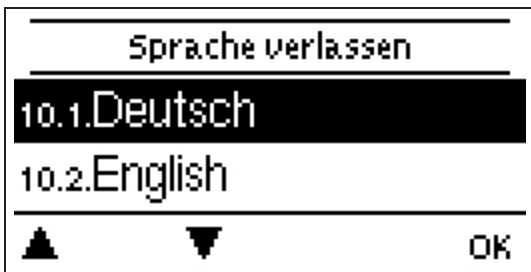 Sprache verlassen
10.1.Deutsch
10.2.English
▲ ▼ OK